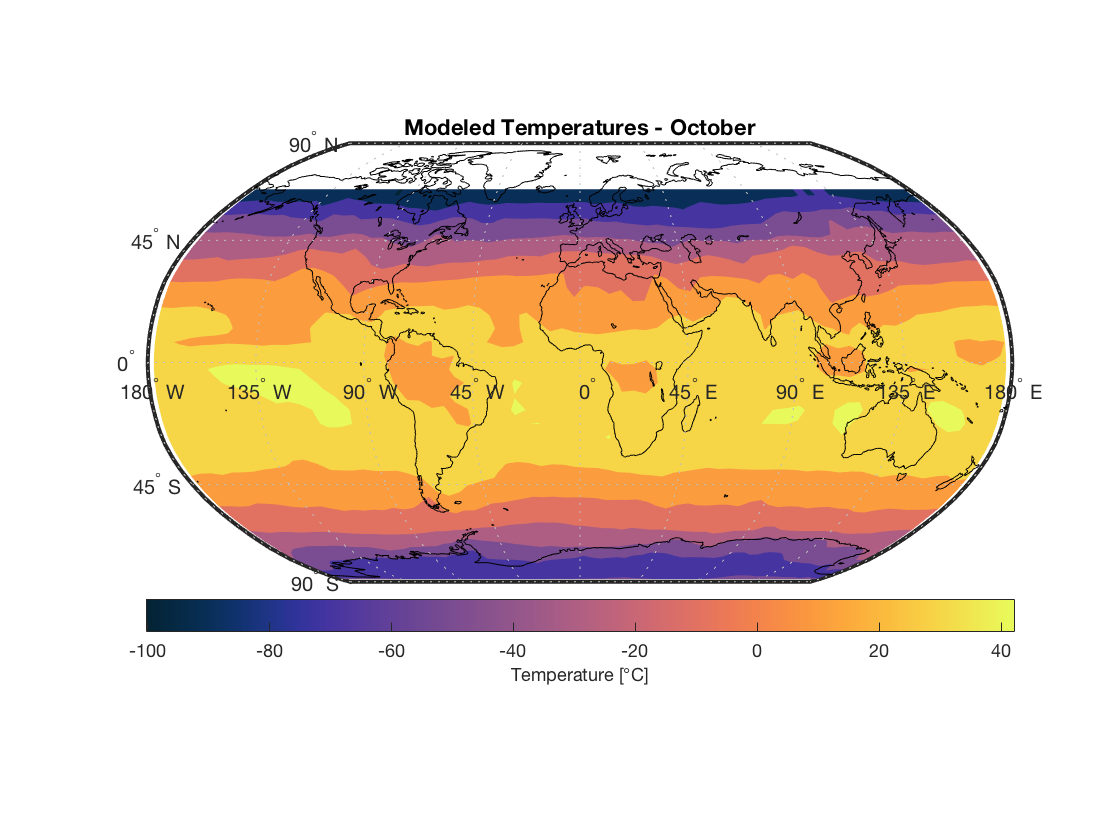 Modeled Temperatures - October
90° N
45° N
0°
180° W 135° W 90° W 45° W 0° 45° E 90° E 135° E 180° E
45° S
90° S
-100 -80 -60 -40 -20 0 20 40
Temperature [°C]